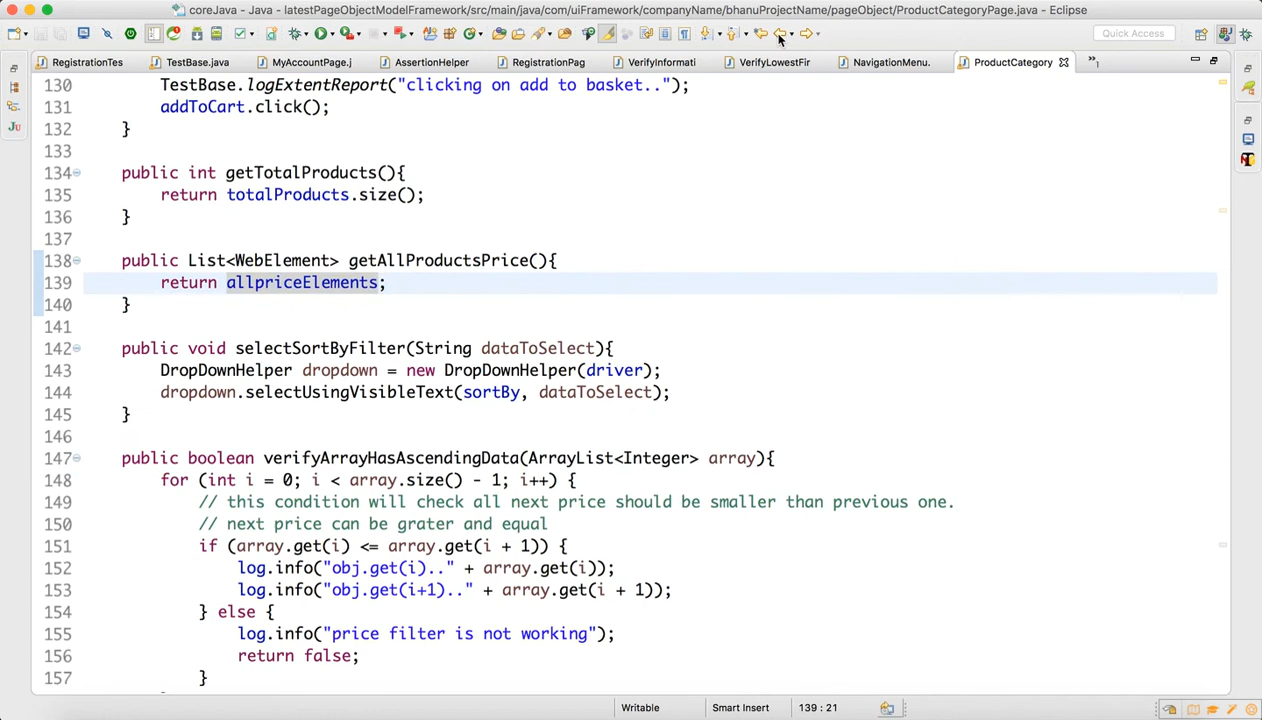 coreJava - Java - latestPageObjectModelFramework/src/main/java/com/uiFramework/companyName/bhanuProjectName/pageObject/ProductCategoryPage.java - Eclipse
Quick Access
RegistrationTes TestBase.java MyAccountPage.j AssertionHelper RegistrationPag VerifyInformati VerifyLowestFir NavigationMenu. ProductCategory »1
130 TestBase.logExtentReport("clicking on add to basket..");
131 addToCart.click();
132 }
133
134 public int getTotalProducts(){
135 return totalProducts.size();
136 }
137
138 public List<WebElement> getAllProductsPrice(){
139 return allpriceElements;
140 }
141
142 public void selectSortByFilter(String dataToSelect){
143 DropDownHelper dropdown = new DropDownHelper(driver);
144 dropdown.selectUsingVisibleText(sortBy, dataToSelect);
145 }
146
147 public boolean verifyArrayHasAscendingData(ArrayList<Integer> array){
148 for (int i = 0; i < array.size() - 1; i++) {
149 // this condition will check all next price should be smaller than previous one.
150 // next price can be grater and equal
151 if (array.get(i) <= array.get(i + 1)) {
152 log.info("obj.get(i).." + array.get(i));
153 log.info("obj.get(i+1).." + array.get(i + 1));
154 } else {
155 log.info("price filter is not working");
156 return false;
157 }
Writable Smart Insert 139 : 21